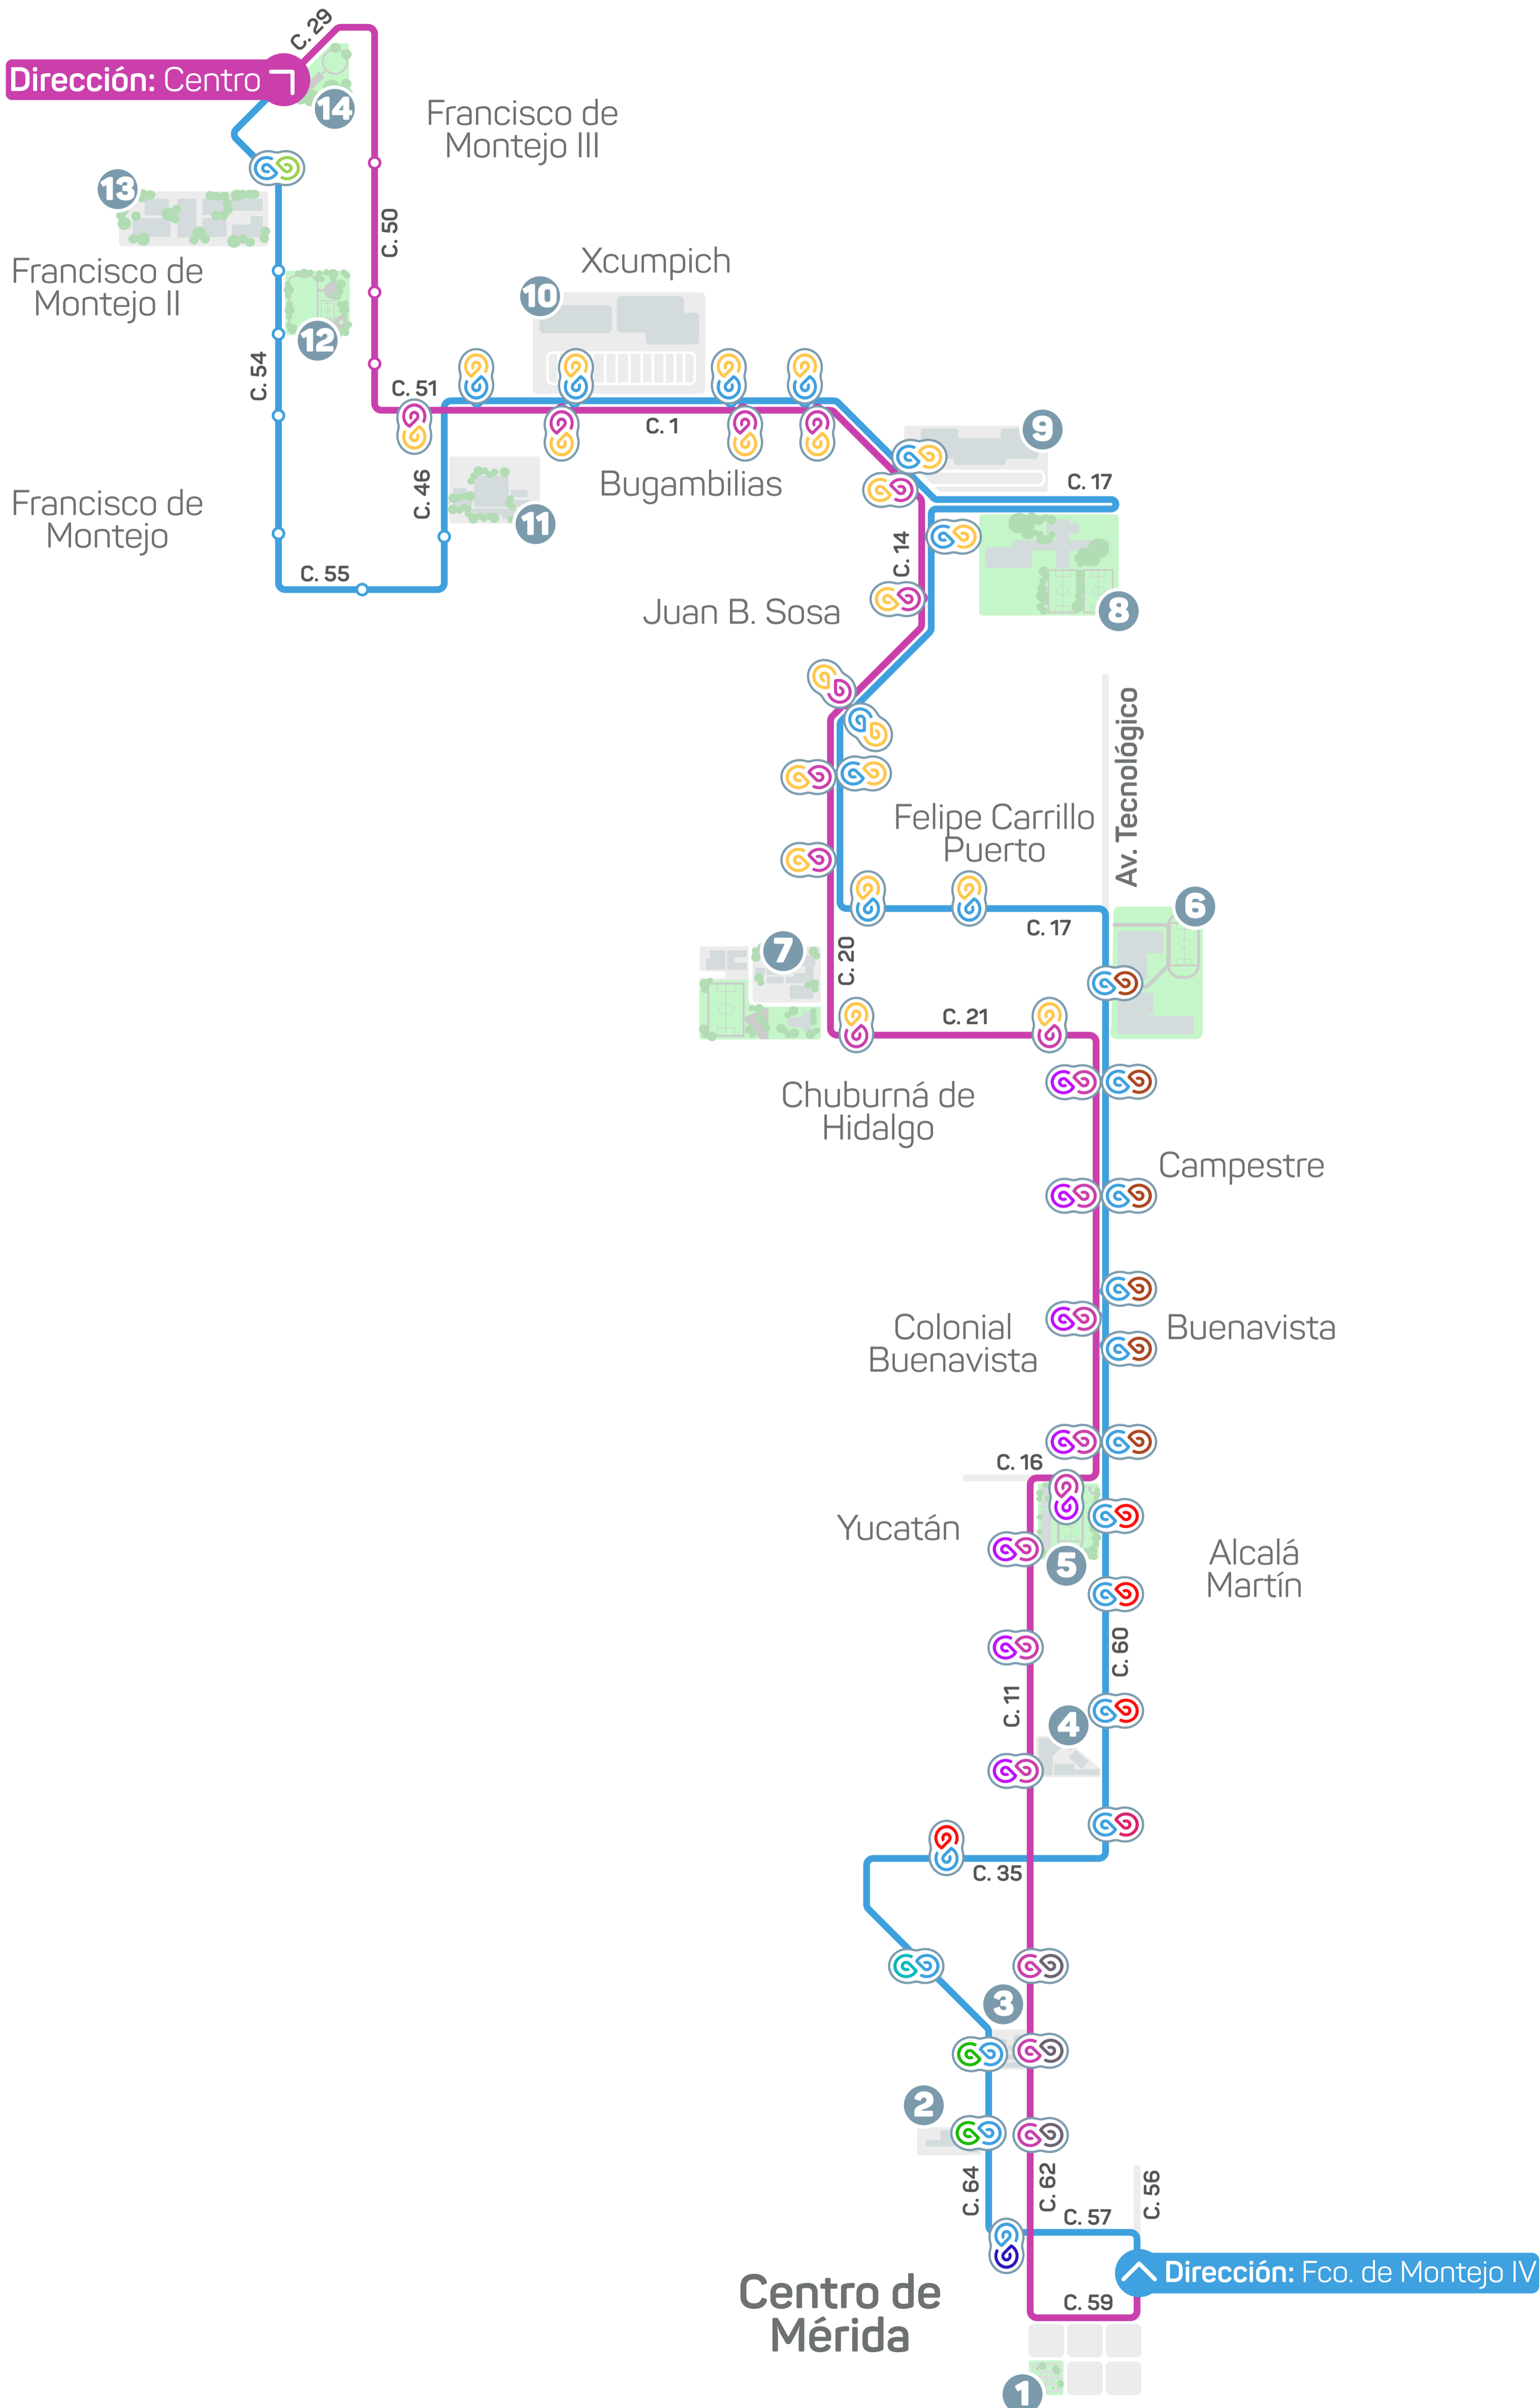 C. 29
Dirección: Centro
14
Francisco de
Montejo III
13
C. 50
Francisco de
Montejo II
Xcumpich
10
12
C. 54
C. 51
C. 1
9
C. 46
Bugambilias
C. 17
Francisco de
Montejo
11
C. 14
C. 55
Juan B. Sosa
8
Av. Tecnológico
Felipe Carrillo
Puerto
6
C. 17
7
C. 20
C. 21
Chuburná de
Hidalgo
Campestre
Colonial
Buenavista
Buenavista
C. 16
Yucatán
5
Alcalá
Martín
C. 60
C. 11
4
C. 35
3
2
C. 64
C. 62
C. 56
C. 57
Dirección: Fco. de Montejo IV
Centro de
Mérida
C. 59
1